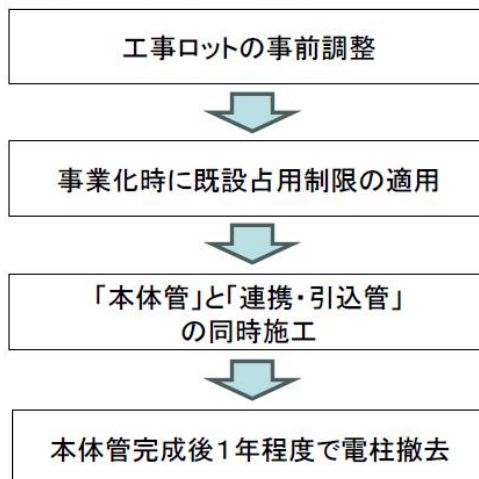 工事ロットの事前調整
事業化時に既設占用制限の適用
「本体管」と「連携・引込管」
の同時施工
本体管完成後1年程度で電柱撤去